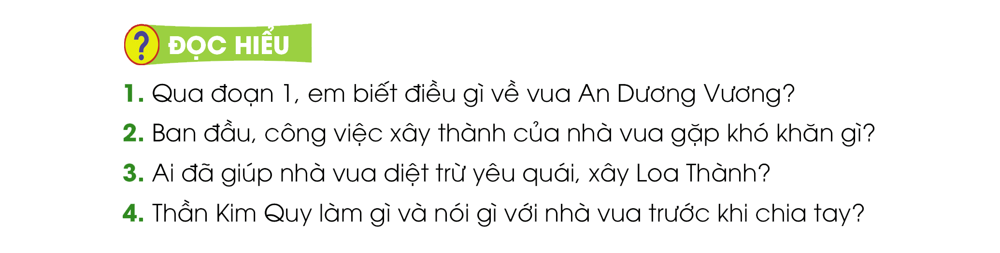 ? ĐỌC HIỂU
1. Qua đoạn 1, em biết điều gì về vua An Dương Vương?
2. Ban đầu, công việc xây thành của nhà vua gặp khó khăn gì?
3. Ai đã giúp nhà vua diệt trừ yêu quái, xây Loa Thành?
4. Thần Kim Quy làm gì và nói gì với nhà vua trước khi chia tay?